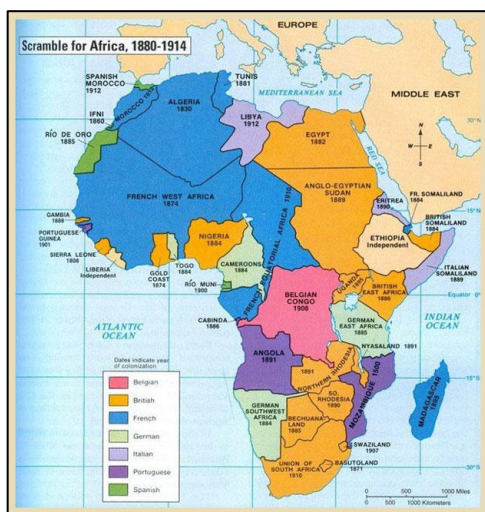 EUROPE
Scramble for Africa, 1880-1914
SPANISH
MOROCCO
1912
TUNIS
1881
MEDITERRANEAN SEA
MIDDLE EAST
MOROCCO 1912
ALGERIA
1830
IFNI
1860
LIBYA
1912
EGYPT
1882
RÍO DE ORO
1885
RED SEA
30°N
N
W
E
S
FRENCH WEST AFRICA
1874
ANGLO-EGYPTIAN
SUDAN
1889
ERITREA
1890
FR. SOMALILAND
1884
BRITISH
SOMALILAND
1884
15°N
GAMBIA
1888
PORTUGUESE
GUINEA
1901
SIERRA LEONE
1808
LIBERIA
Independent
GOLD
COAST
1874
TOGO
1884
NIGERIA
1884
CAMEROONS
1884
RÍO MUNI
1900
FRENCH EQUATORIAL AFRICA 1910
ETHIOPIA
Independent
ITALIAN
SOMALILAND
1889
UGANDA
BRITISH
EAST AFRICA
Equator
0°
CABINDA
1886
BELGIAN
CONGO
1908
GERMAN
EAST AFRICA
1885
INDIAN
OCEAN
ATLANTIC
OCEAN
Dates indicate year
of colonization
Belgian
British
French
German
Italian
Portuguese
Spanish
ANGOLA
1891
1891
NYASALAND 1891
NORTHERN RHODESIA
MOZAMBIQUE
MADAGASCAR
15°S
GERMAN
SOUTHWEST
AFRICA
1884
BECHUANA
LAND
1885
SO.
RHODESIA
1890
SWAZILAND
1907
BASUTOLAND
1871
UNION OF
SOUTH AFRICA
1910
30°S
0
500
1000 Miles
0
500
1000 Kilometers